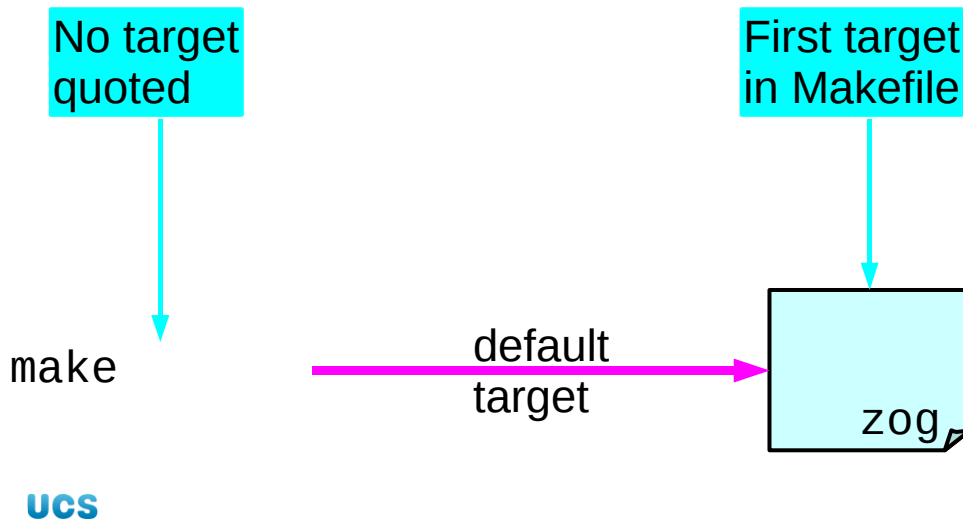 No target
quoted
First target
in Makefile
make
default
target
zog
UCS